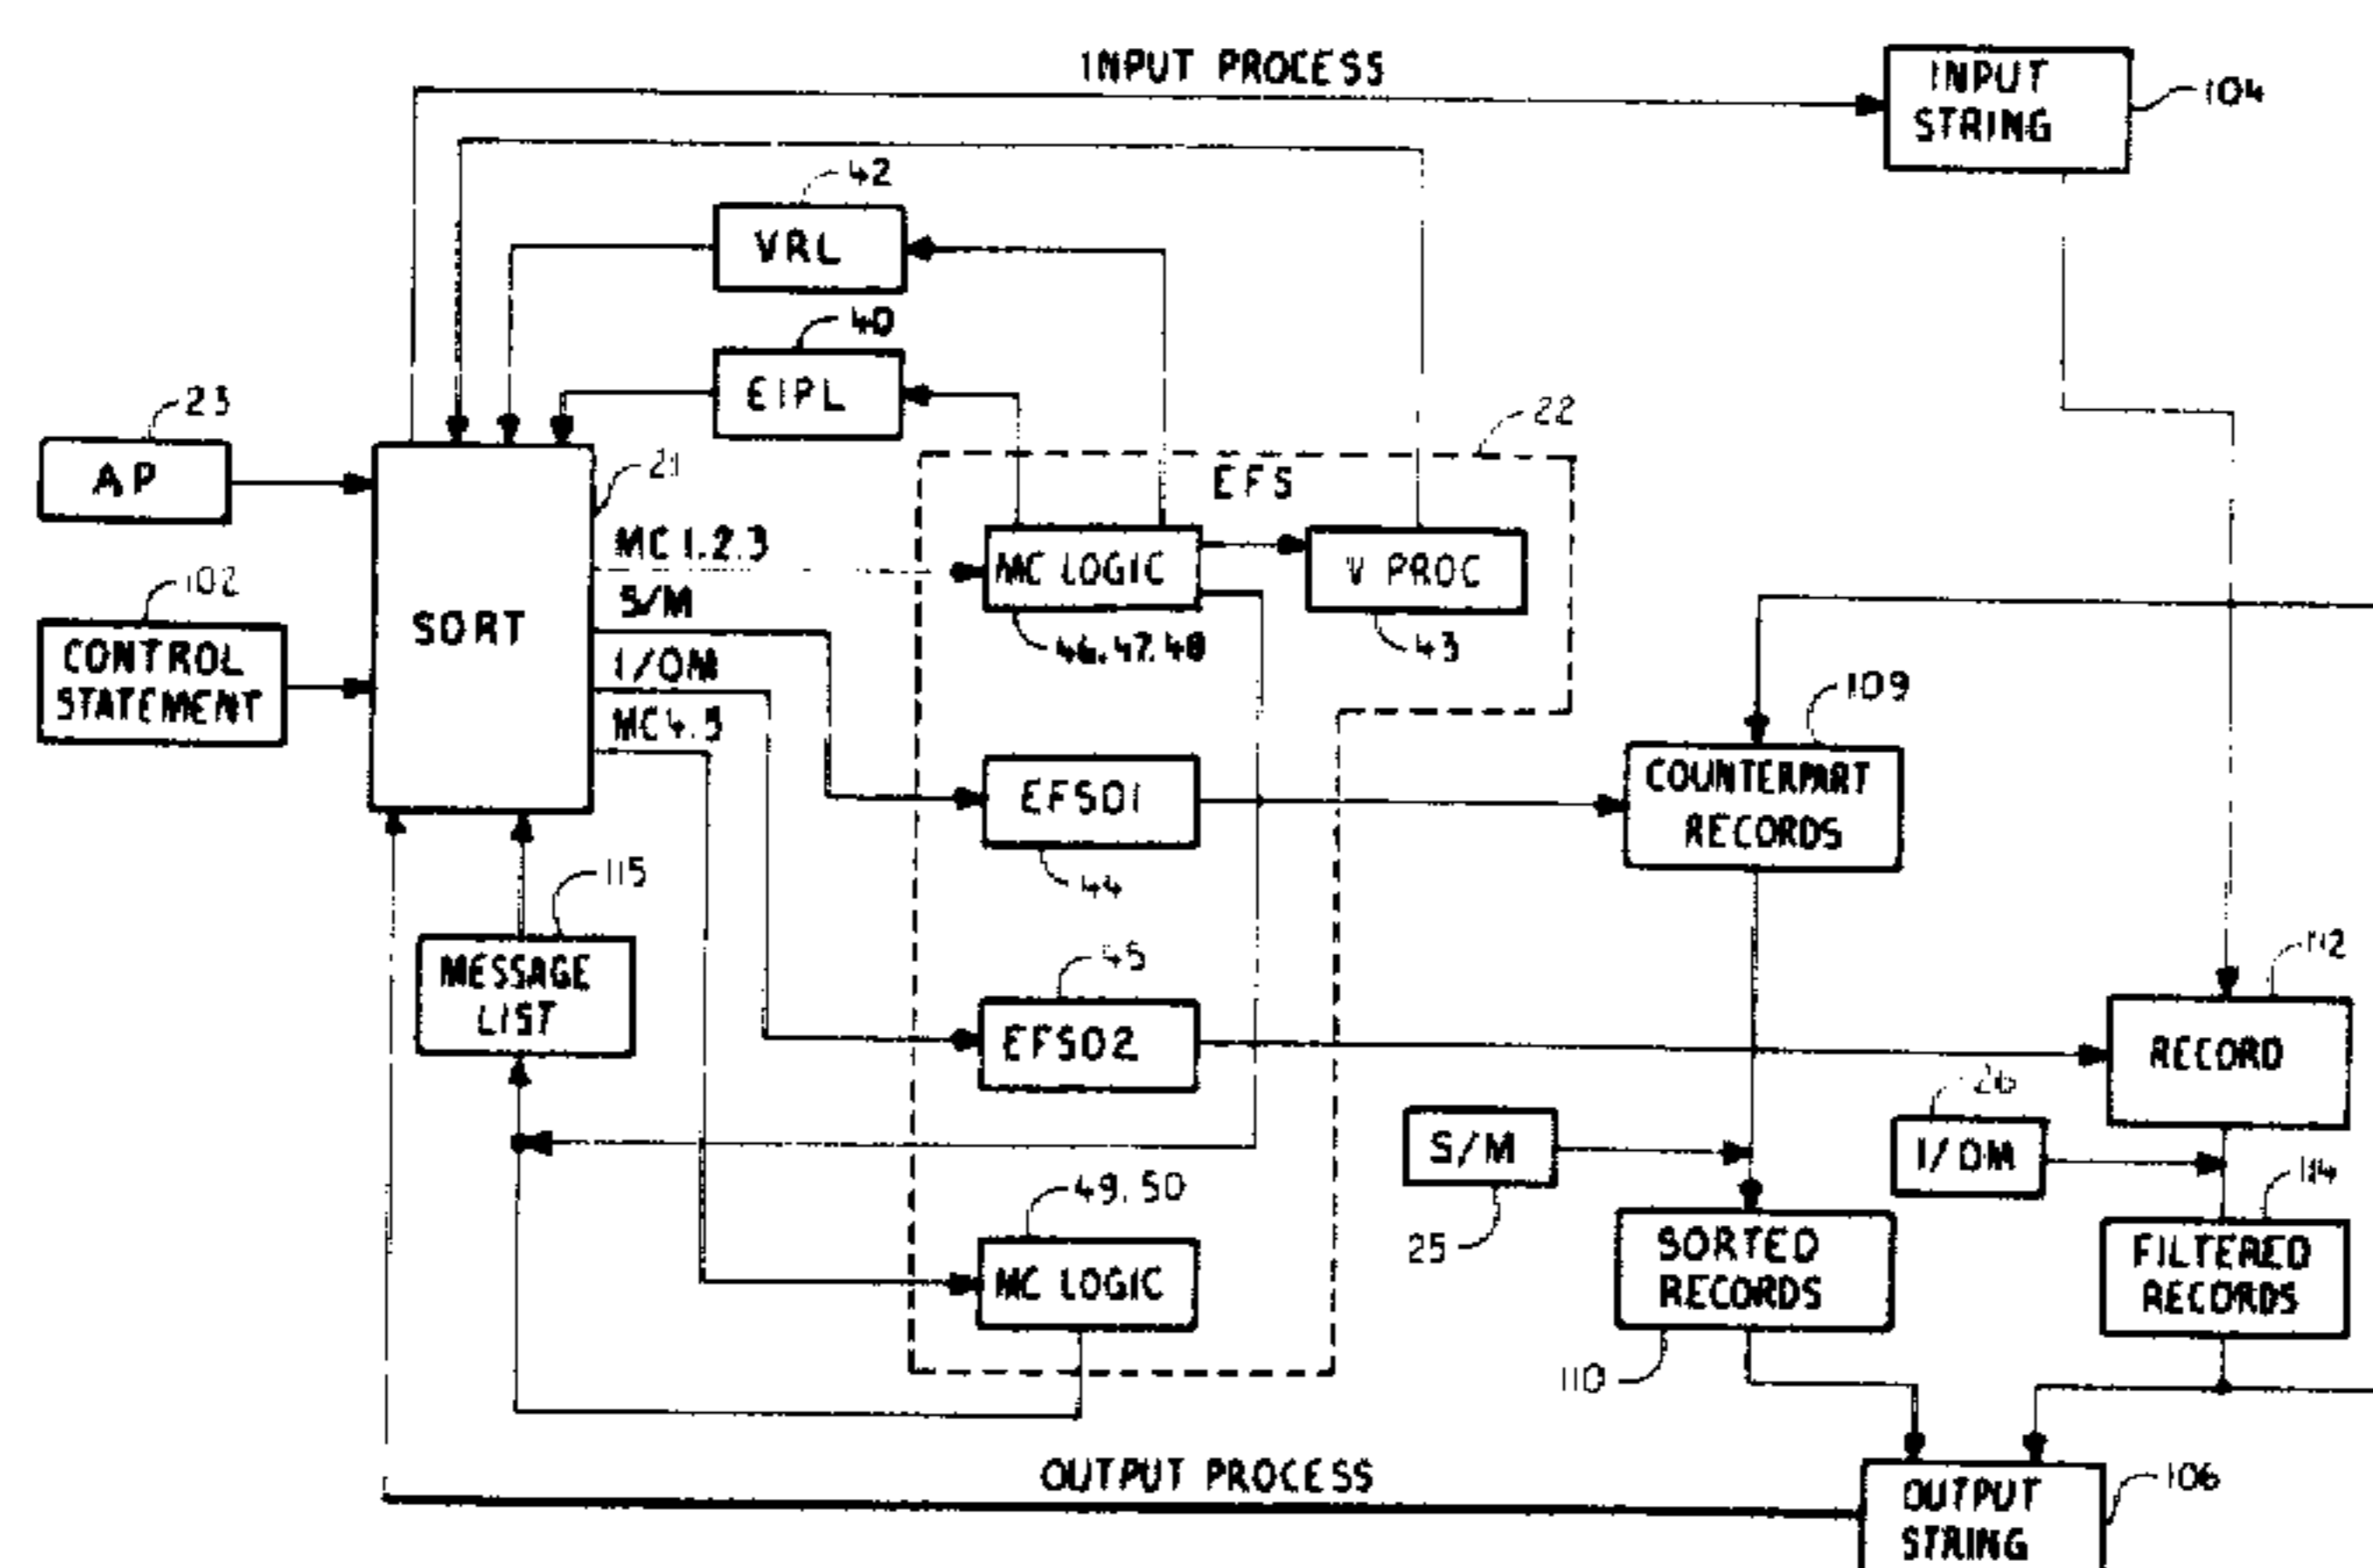 INPUT PROCESS
INPUT
STRING
104
42
VRL
40
EIPL
23
AP
21
22
EFS
MC 1.2.3
MC LOGIC
V PROC
102
CONTROL
STATEMENT
SORT
S/M
46.47.48
43
I/OM
MC4.5
109
COUNTERPART
RECORDS
EFS01
44
115
MESSAGE
LIST
45
EFS02
112
RECORD
26
S/M
I/OM
49.50
114
25
MC LOGIC
SORTED
RECORDS
FILTERED
RECORDS
110
OUTPUT PROCESS
OUTPUT
STRING
106